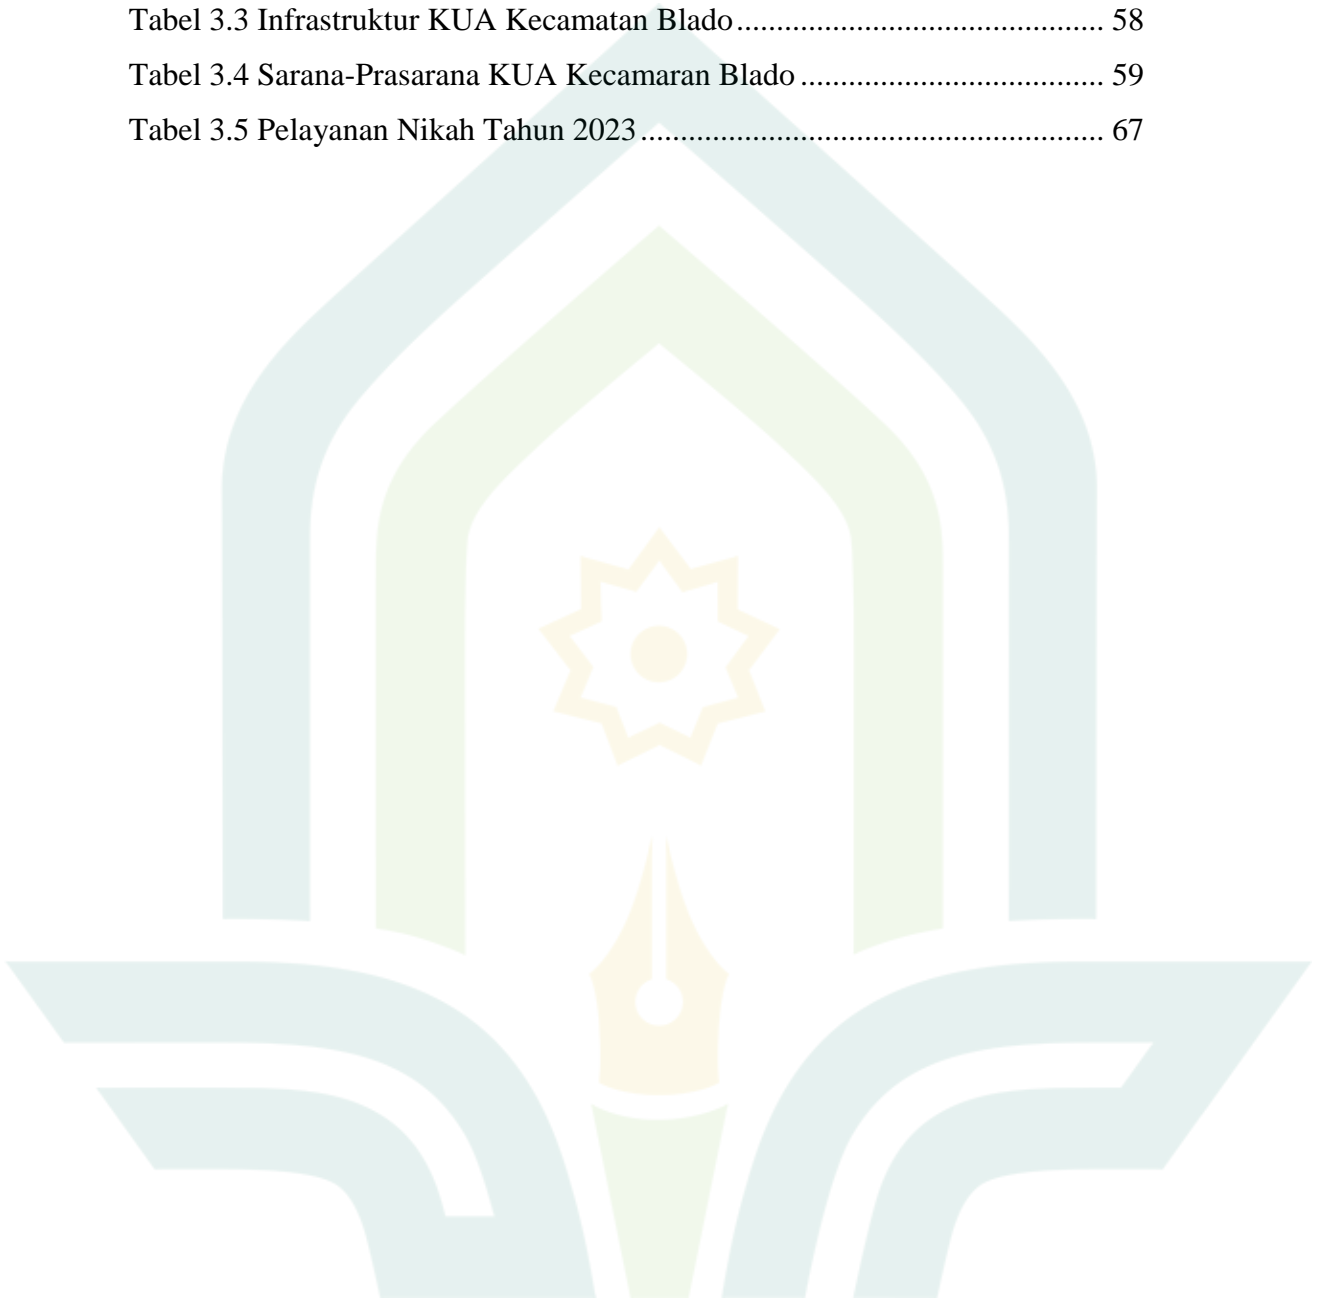 Tabel 3.3 Infrastruktur KUA Kecamatan Blado.............................................. 58
Tabel 3.4 Sarana-Prasarana KUA Kecamaran Blado...................................... 59
Tabel 3.5 Pelayanan Nikah Tahun 2023.......................................................... 67